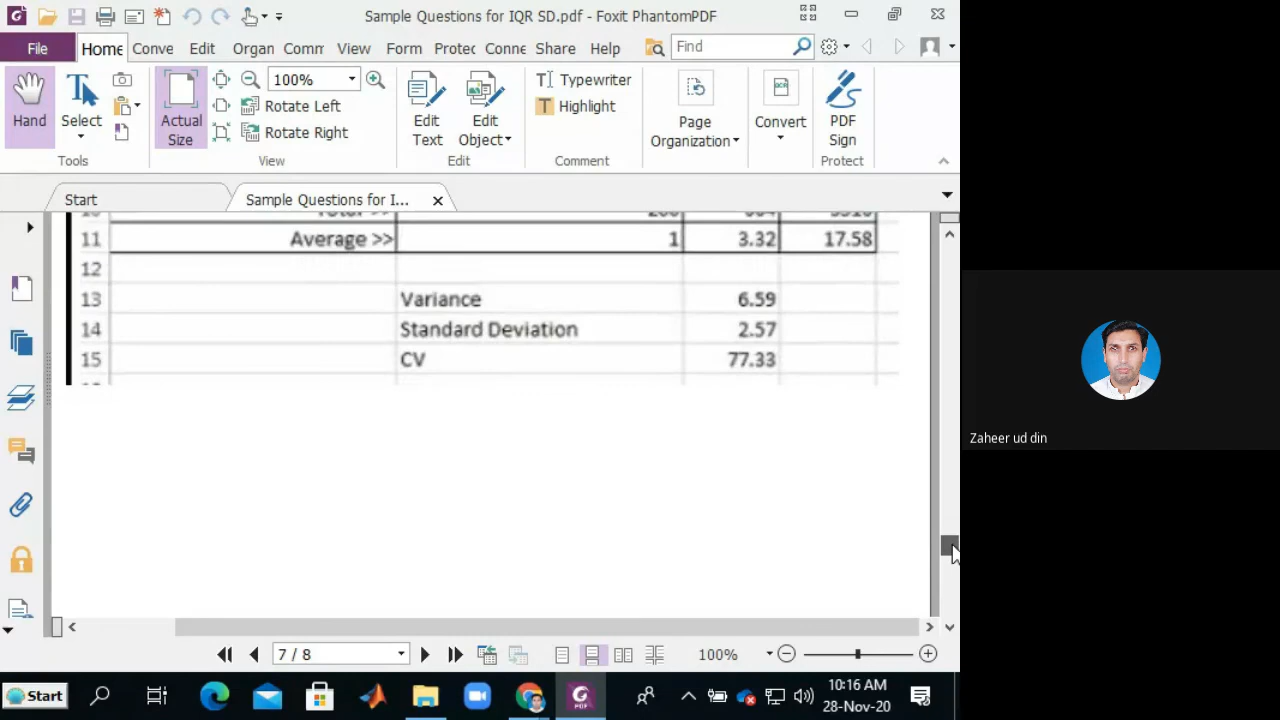 Sample Questions for IQR SD.pdf - Foxit PhantomPDF
File Home Conve Edit Organ Comm View Form Protec Conne Share Help Find
Hand
Select
Actual Size
100%
Rotate Left
Rotate Right
Edit Text
Edit Object
Typewriter
Highlight
Page Organization
Convert
PDF Sign
Tools View Edit Comment Protect
Start
Sample Questions for I...
11 Average >> 1 3.32 17.58
12
13 Variance 6.59
14 Standard Deviation 2.57
15 CV 77.33
7 / 8
100%
Start
10:16 AM
28-Nov-20
Zaheer ud din